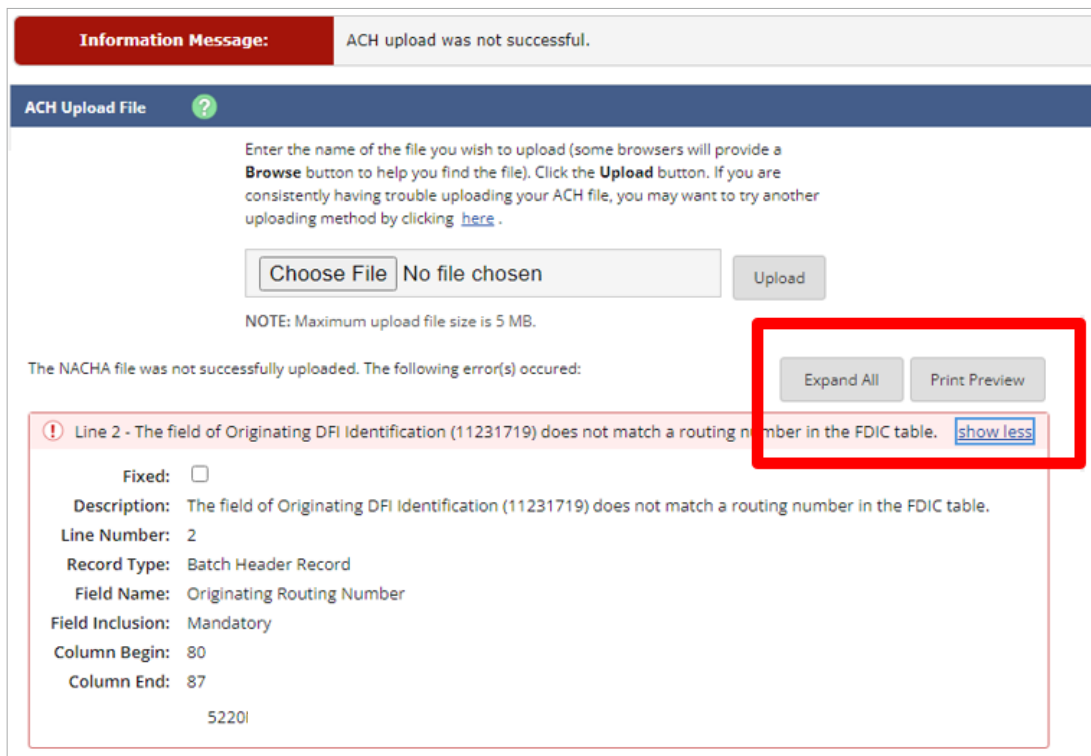 Information Message: ACH upload was not successful.
ACH Upload File ?
Enter the name of the file you wish to upload (some browsers will provide a
Browse button to help you find the file). Click the Upload button. If you are
consistently having trouble uploading your ACH file, you may want to try another
uploading method by clicking here .
Choose File No file chosen Upload
NOTE: Maximum upload file size is 5 MB.
The NACHA file was not successfully uploaded. The following error(s) occured: Expand All Print Preview
! Line 2 - The field of Originating DFI Identification (11231719) does not match a routing number in the FDIC table. show less
Fixed:
Description: The field of Originating DFI Identification (11231719) does not match a routing number in the FDIC table.
Line Number: 2
Record Type: Batch Header Record
Field Name: Originating Routing Number
Field Inclusion: Mandatory
Column Begin: 80
Column End: 87
5220